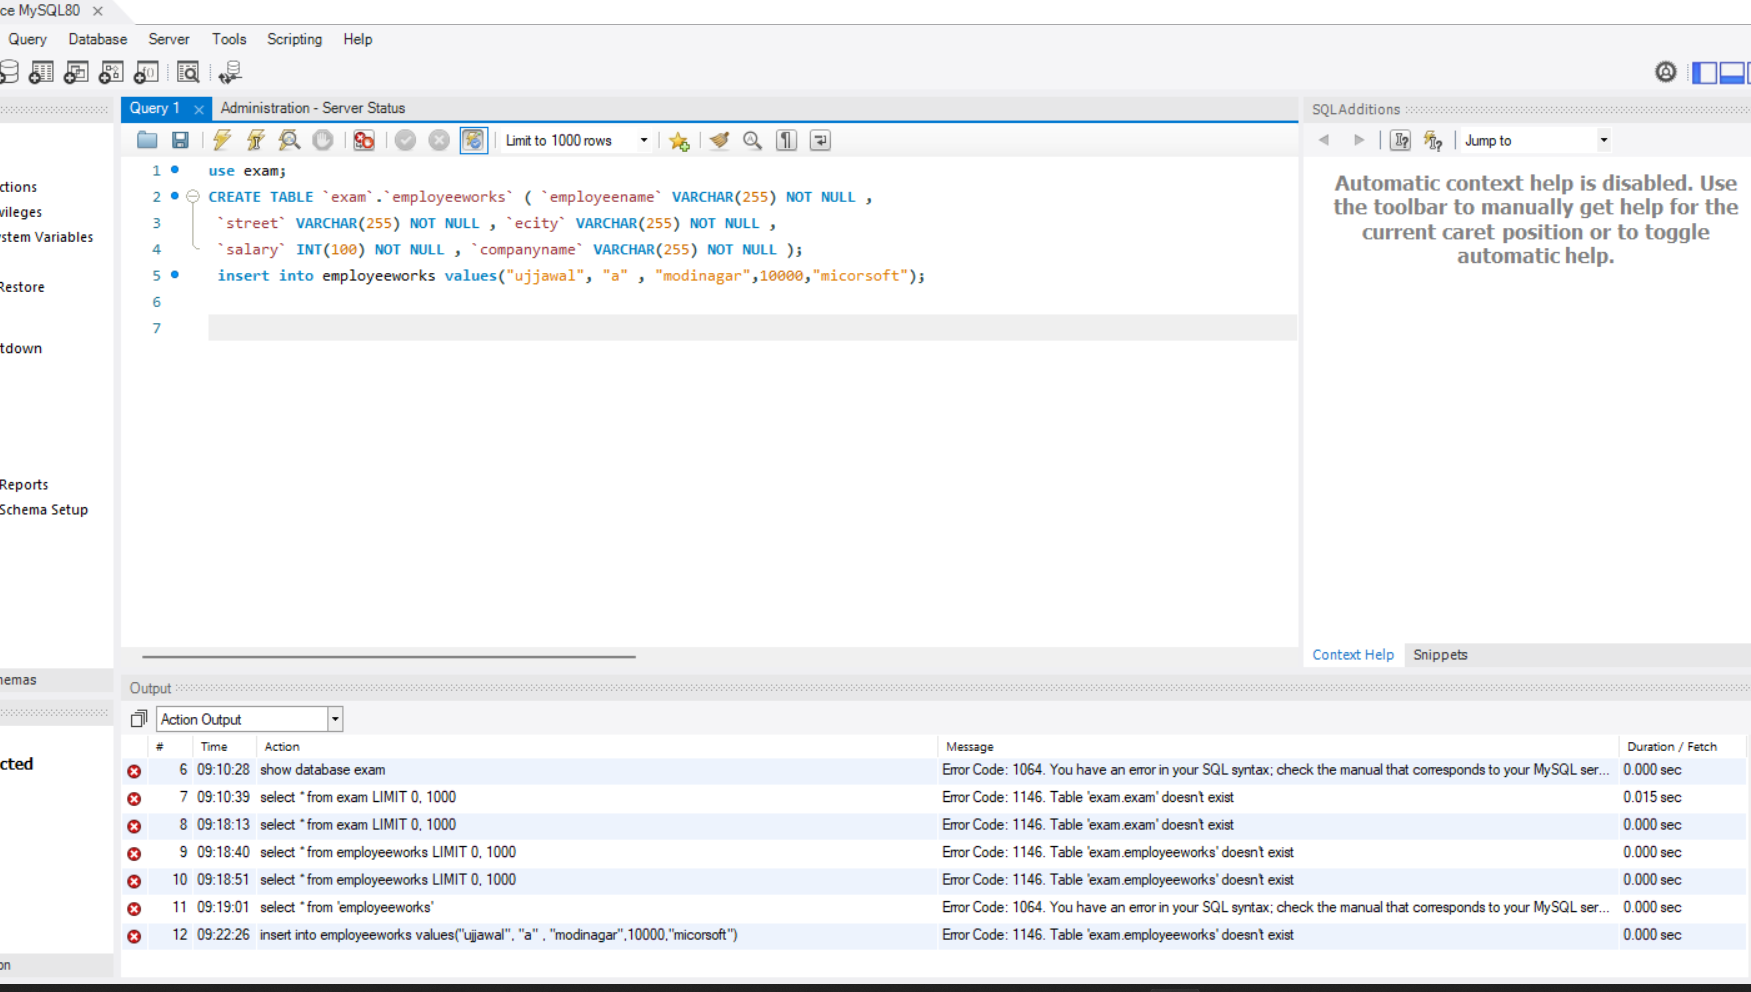 ce MySQL80
Query Database Server Tools Scripting Help
Query 1 Administration - Server Status
SQLAdditions
Limit to 1000 rows
Jump to
1 use exam;
2 CREATE TABLE `exam`.`employeeworks` ( `employeename` VARCHAR(255) NOT NULL ,
3 `street` VARCHAR(255) NOT NULL , `ecity` VARCHAR(255) NOT NULL ,
4 `salary` INT(100) NOT NULL , `companyname` VARCHAR(255) NOT NULL );
5 insert into employeeworks values("ujjawal", "a" , "modinagar",10000,"micorsoft");
6
7
ctions
vileges
stem Variables
Restore
tdown
Reports
Schema Setup
Automatic context help is disabled. Use
the toolbar to manually get help for the
current caret position or to toggle
automatic help.
Context Help Snippets
hemas
cted
on
Output
Action Output
# Time Action Message Duration / Fetch
6 09:10:28 show database exam Error Code: 1064. You have an error in your SQL syntax; check the manual that corresponds to your MySQL ser... 0.000 sec
7 09:10:39 select * from exam LIMIT 0, 1000 Error Code: 1146. Table 'exam.exam' doesn't exist 0.015 sec
8 09:18:13 select * from exam LIMIT 0, 1000 Error Code: 1146. Table 'exam.exam' doesn't exist 0.000 sec
9 09:18:40 select * from employeeworks LIMIT 0, 1000 Error Code: 1146. Table 'exam.employeeworks' doesn't exist 0.000 sec
10 09:18:51 select * from employeeworks LIMIT 0, 1000 Error Code: 1146. Table 'exam.employeeworks' doesn't exist 0.000 sec
11 09:19:01 select * from 'employeeworks' Error Code: 1064. You have an error in your SQL syntax; check the manual that corresponds to your MySQL ser... 0.000 sec
12 09:22:26 insert into employeeworks values("ujjawal", "a" , "modinagar",10000,"micorsoft") Error Code: 1146. Table 'exam.employeeworks' doesn't exist 0.000 sec